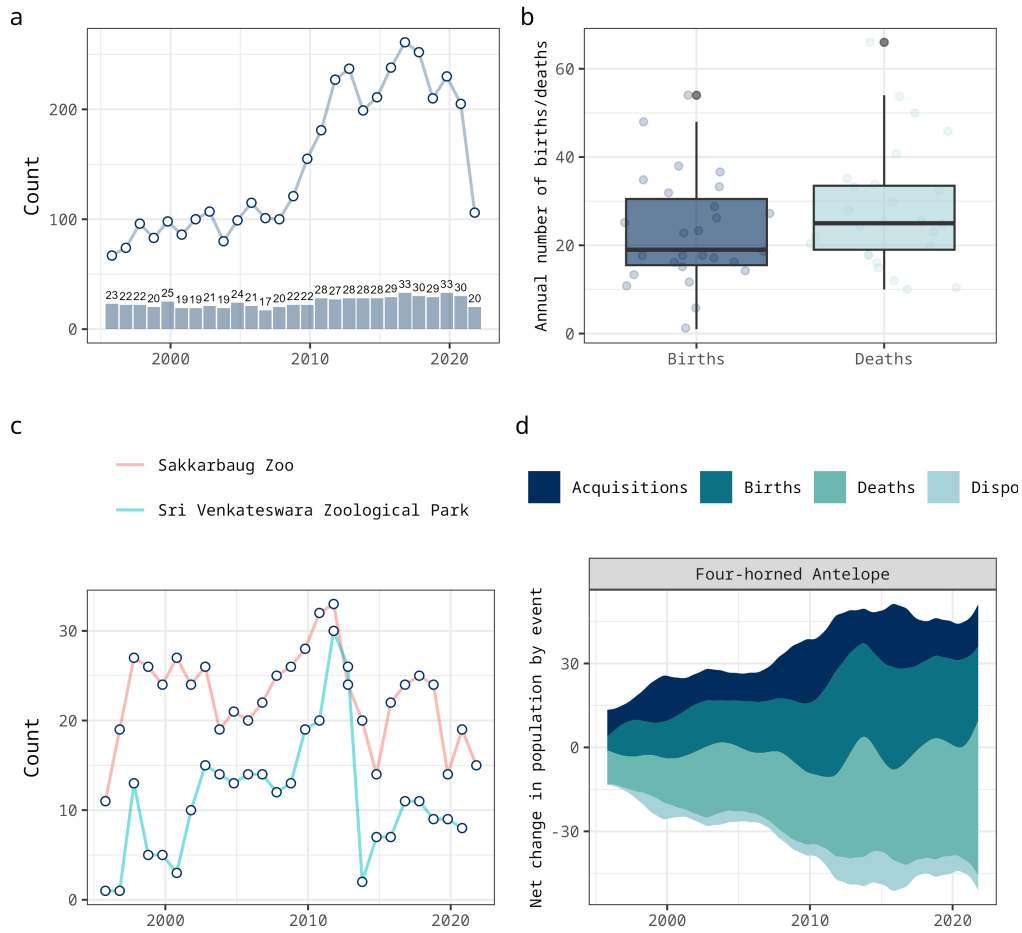 a
Count
200
100
0
23 22 22 20 25 19 19 21 19 24 21 17 20 22 22 28 27 28 28 28 29 33 30 29 33 30 20
2000 2010 2020
b
Annual number of births/deaths
60
40
20
0
Births Deaths
c
Sakkarbaug Zoo
Sri Venkateswara Zoological Park
Count
30
20
10
0
2000 2010 2020
d
Acquisitions Births Deaths Dispo
Four-horned Antelope
Net change in population by event
30
0
-30
2000 2010 2020